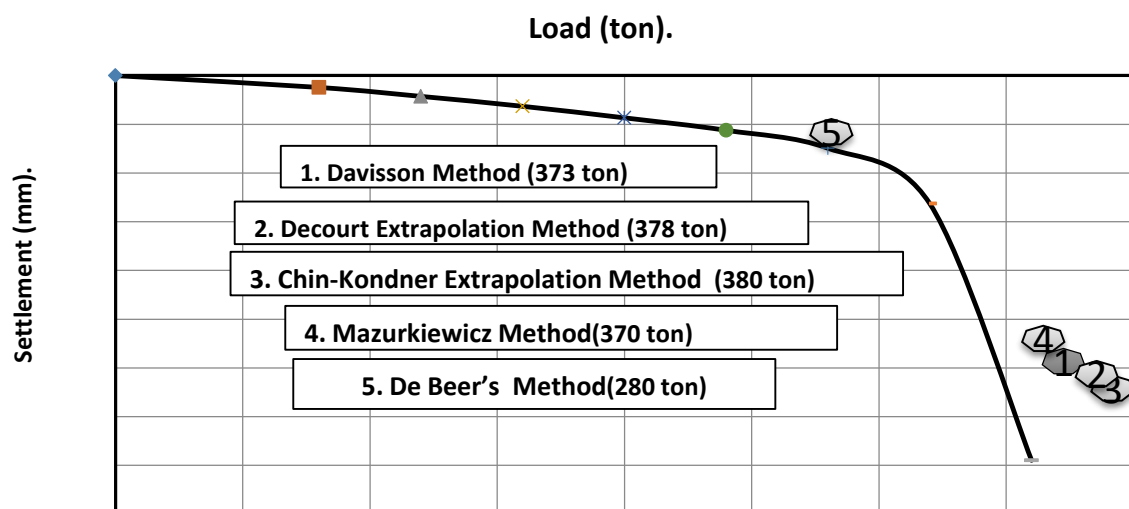 Load (ton).
Settlement (mm).
5
1. Davisson Method (373 ton)
2. Decourt Extrapolation Method (378 ton)
3. Chin-Kondner Extrapolation Method (380 ton)
4. Mazurkiewicz Method(370 ton)
5. De Beer’s Method(280 ton)
4
1
2
3